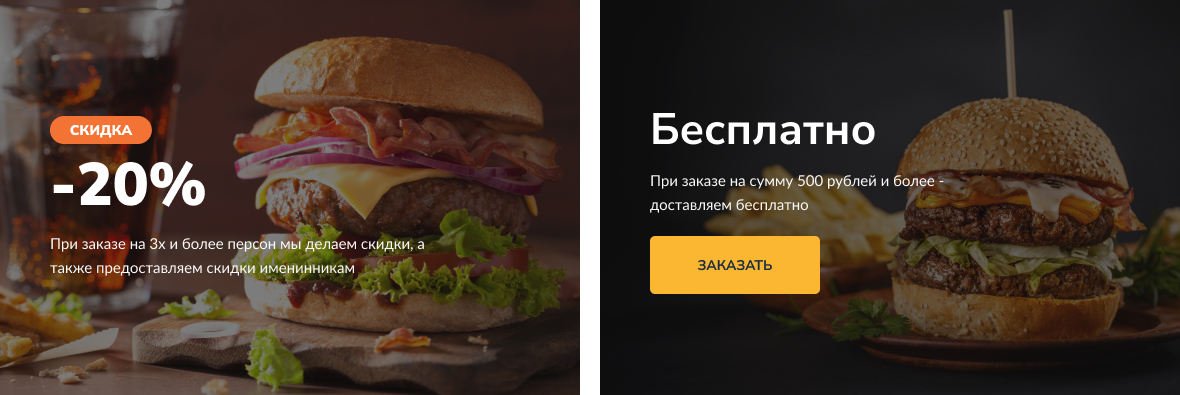 СКИДКА
-20%
При заказе на 3х и более персон мы делаем скидки, а
также предоставляем скидки именинникам
Бесплатно
При заказе на сумму 500 рублей и более -
доставляем бесплатно
ЗАКАЗАТЬ